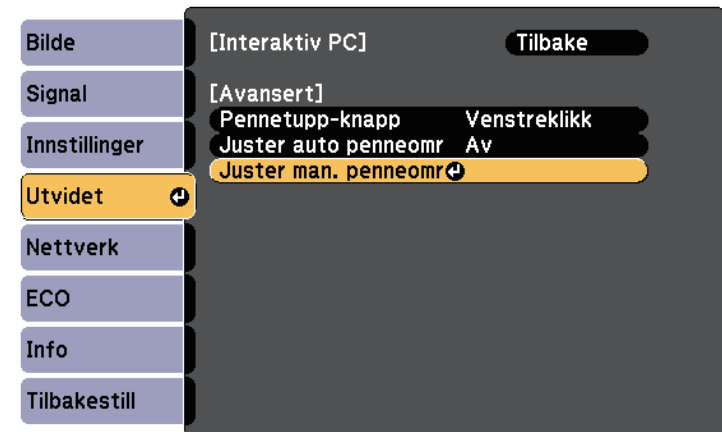 Bilde
Signal
Innstillinger
Utvidet
Nettverk
ECO
Info
Tilbakestill
[Interaktiv PC] Tilbake
[Avansert]
Pennetupp-knapp Venstreklikk
Juster auto penneomr Av
Juster man. penneomr